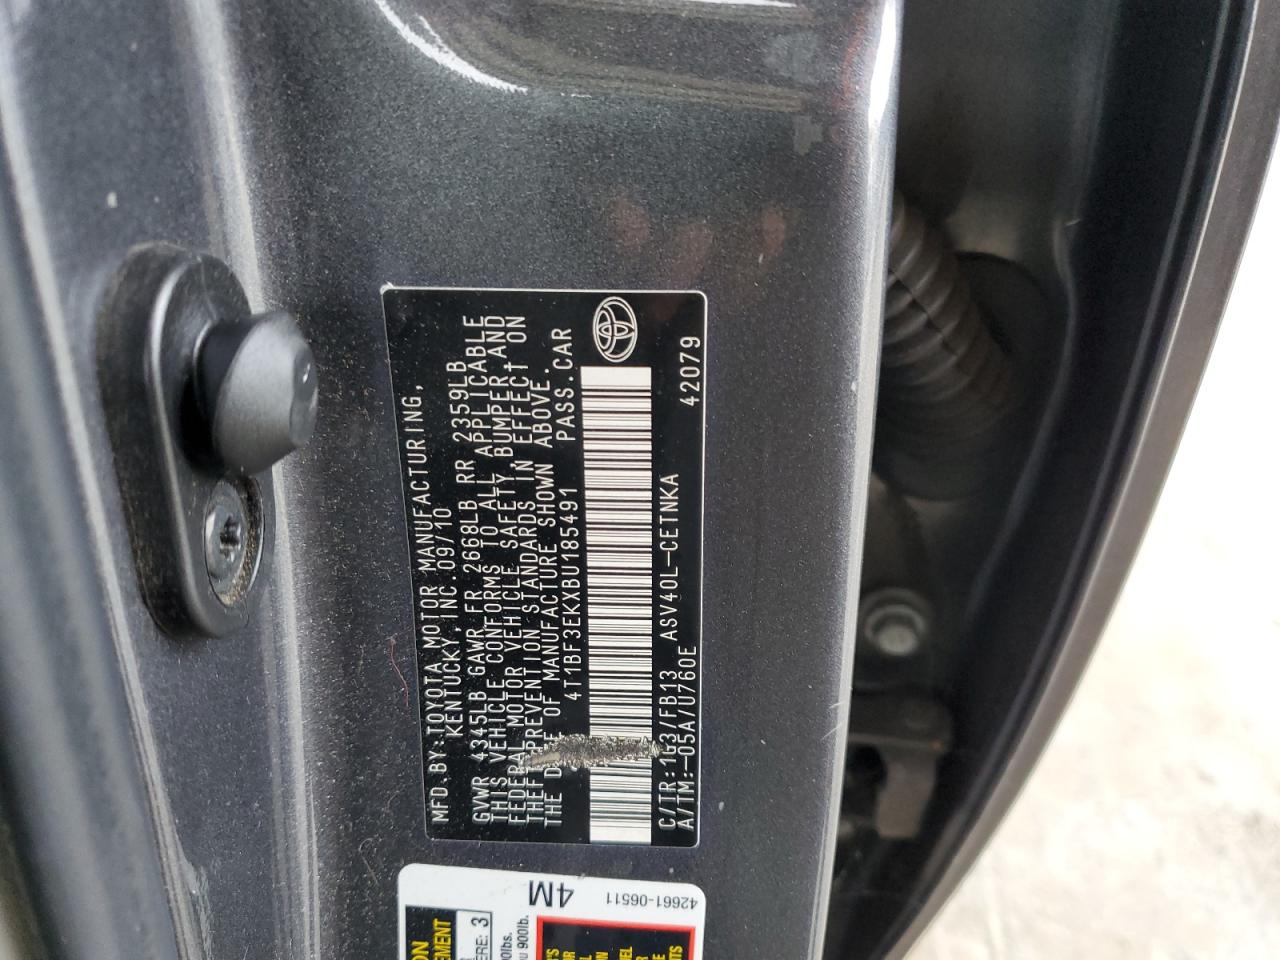 MFD. BY: TOYOTA MOTOR MANUFACTURING,
KENTUCKY, INC. 09/10
GVWR 4345LB GAWR FR 2668LB RR 2359LB
THIS VEHICLE CONFORMS TO ALL APPLICABLE
FEDERAL MOTOR VEHICLE SAFETY, BUMPER, AND
THEFT PREVENTION STANDARDS IN EFFECT ON
THE D OF MANUFACTURE SHOWN ABOVE.
4T1BF3EKXBU185491 PASS. CAR
C/TR: 1G3/FB13 ASV40L-CETNKA
A/TM: -05A/U760E 42079
4M
42661-06511